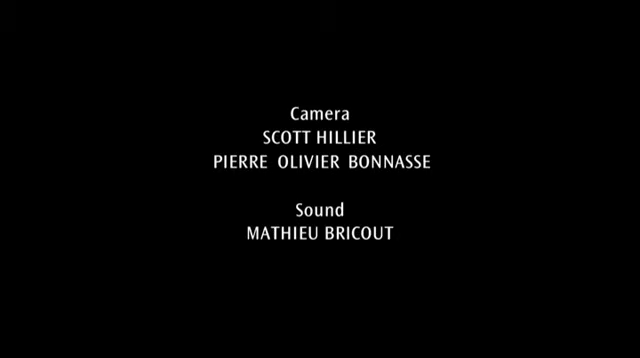 Camera
SCOTT HILLIER
PIERRE OLIVIER BONNASSE
Sound
MATHIEU BRICOUT